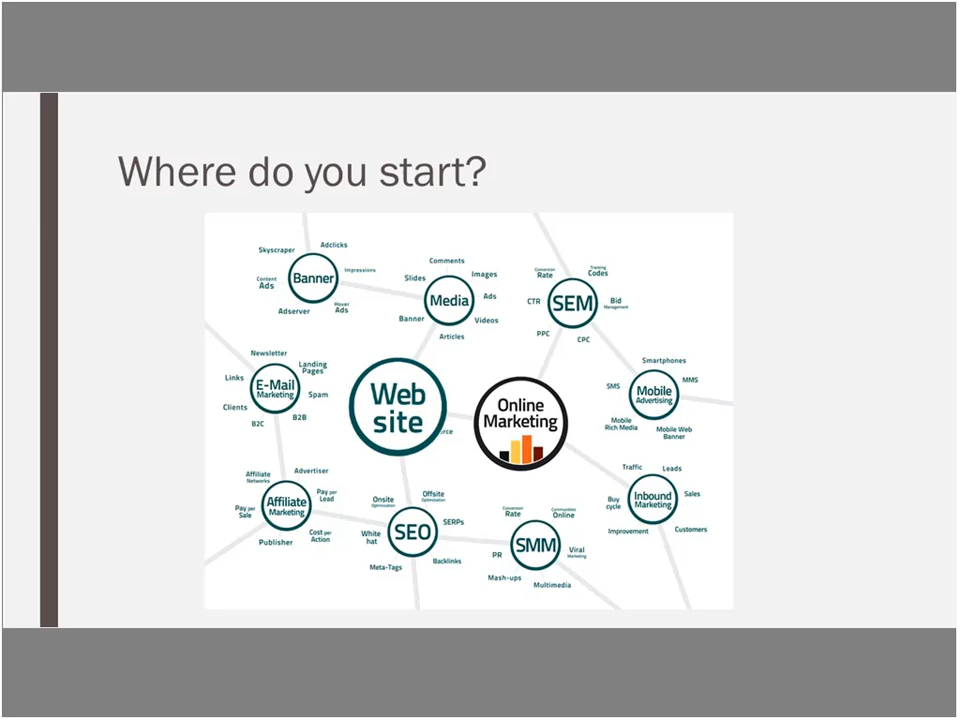 Where do you start?
Skyscraper
Adclicks
Content
Ads
Banner
Impressions
Adserver
Hover
Ads
Comments
Slides
Images
Media
Ads
Banner
Videos
Articles
Conversion
Rate
Tracking
Codes
CTR
SEM
Bid
Management
PPC
CPC
Newsletter
Landing
Pages
Links
E-Mail
Marketing
Spam
Clients
B2C
B2B
Web
site
Online
Marketing
Smartphones
SMS
MMS
Mobile
Advertising
Mobile
Rich Media
Mobile Web
Banner
Affiliate
Networks
Advertiser
Pay per
Lead
Pay per
Sale
Affiliate
Marketing
Publisher
Cost per
Action
Onsite
Optimization
Offsite
Optimization
White
hat
SEO
SERPs
Meta-Tags
Backlinks
Conversion
Rate
Communities
Online
PR
SMM
Viral
Marketing
Mash-ups
Multimedia
Traffic
Leads
Buy
cycle
Inbound
Marketing
Sales
Improvement
Customers